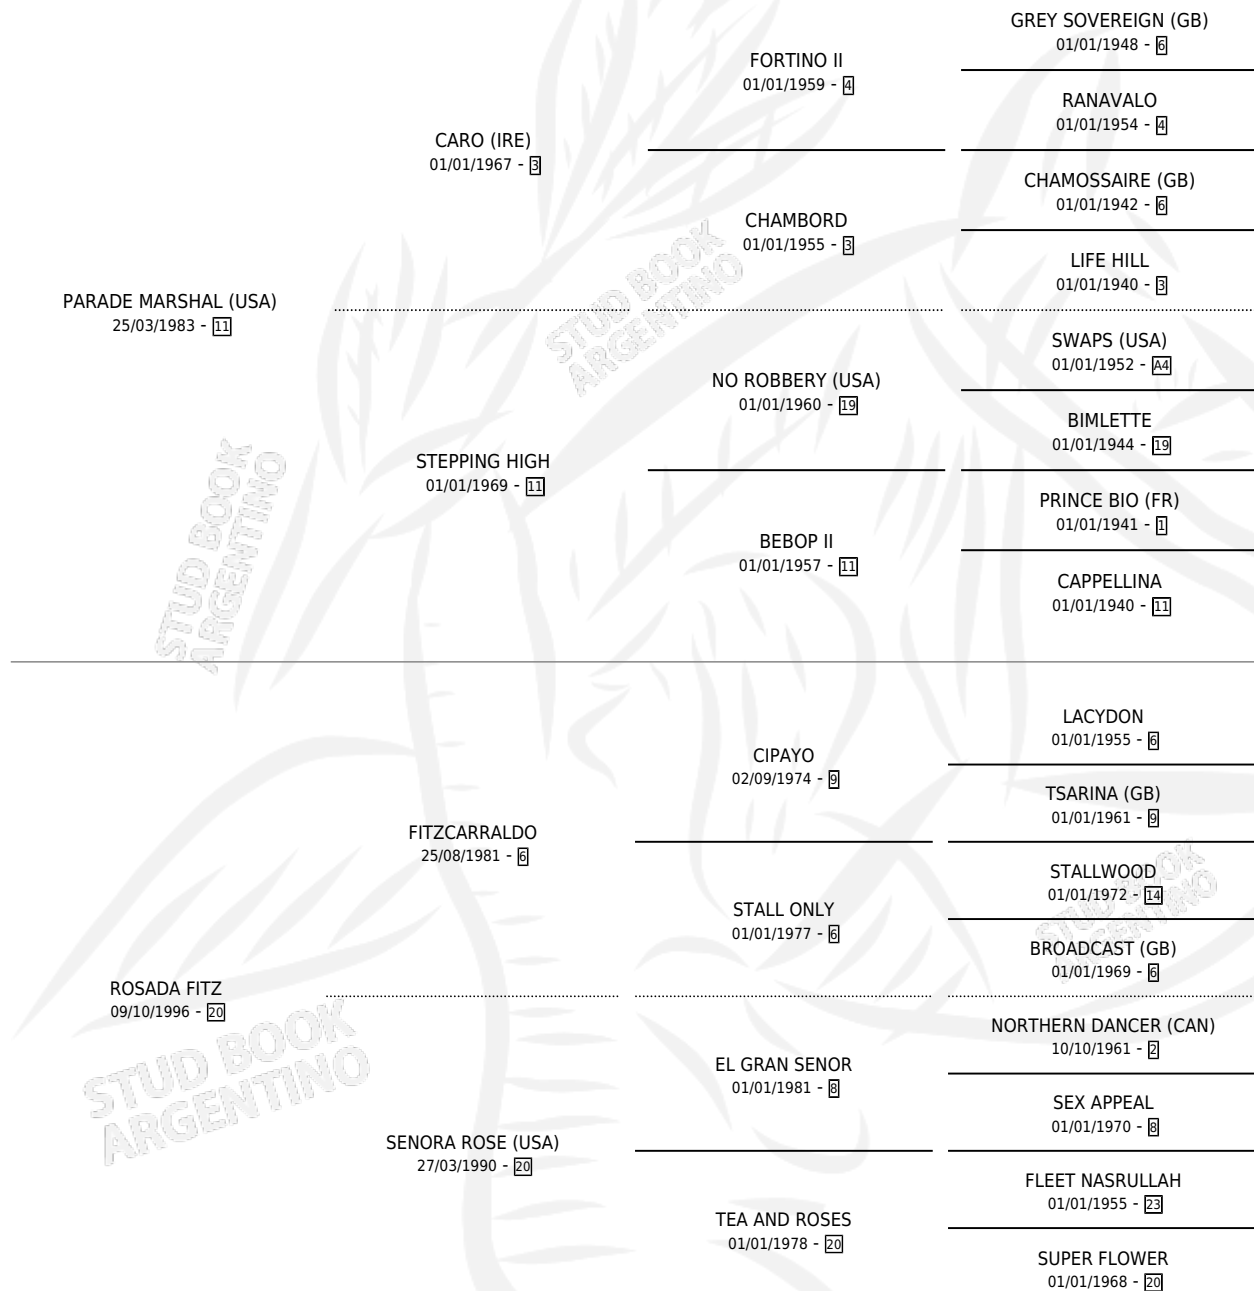 GREY SOVEREIGN (GB)
01/01/1948 - 6
FORTINO II
01/01/1959 - 4
RANAVALO
01/01/1954 - 4
CARO (IRE)
01/01/1967 - 3
CHAMOSSAIRE (GB)
01/01/1942 - 6
CHAMBORD
01/01/1955 - 3
LIFE HILL
01/01/1940 - 3
PARADE MARSHAL (USA)
25/03/1983 - 11
SWAPS (USA)
01/01/1952 - A4
NO ROBBERY (USA)
01/01/1960 - 19
BIMLETTE
01/01/1944 - 19
STEPPING HIGH
01/01/1969 - 11
PRINCE BIO (FR)
01/01/1941 - 1
BEBOP II
01/01/1957 - 11
CAPPELLINA
01/01/1940 - 11
LACYDON
01/01/1955 - 6
CIPAYO
02/09/1974 - 9
TSARINA (GB)
01/01/1961 - 9
FITZCARRALDO
25/08/1981 - 6
STALLWOOD
01/01/1972 - 14
STALL ONLY
01/01/1977 - 6
BROADCAST (GB)
01/01/1969 - 6
ROSADA FITZ
09/10/1996 - 20
NORTHERN DANCER (CAN)
10/10/1961 - 2
EL GRAN SENOR
01/01/1981 - 8
SEX APPEAL
01/01/1970 - 8
SENORA ROSE (USA)
27/03/1990 - 20
FLEET NASRULLAH
01/01/1955 - 23
TEA AND ROSES
01/01/1978 - 20
SUPER FLOWER
01/01/1968 - 20
STUD BOOK
ARGENTINO
STUD BOOK
ARGENTINO
STUD BOOK
ARGENTINO
STUD BOOK
ARGENTINO